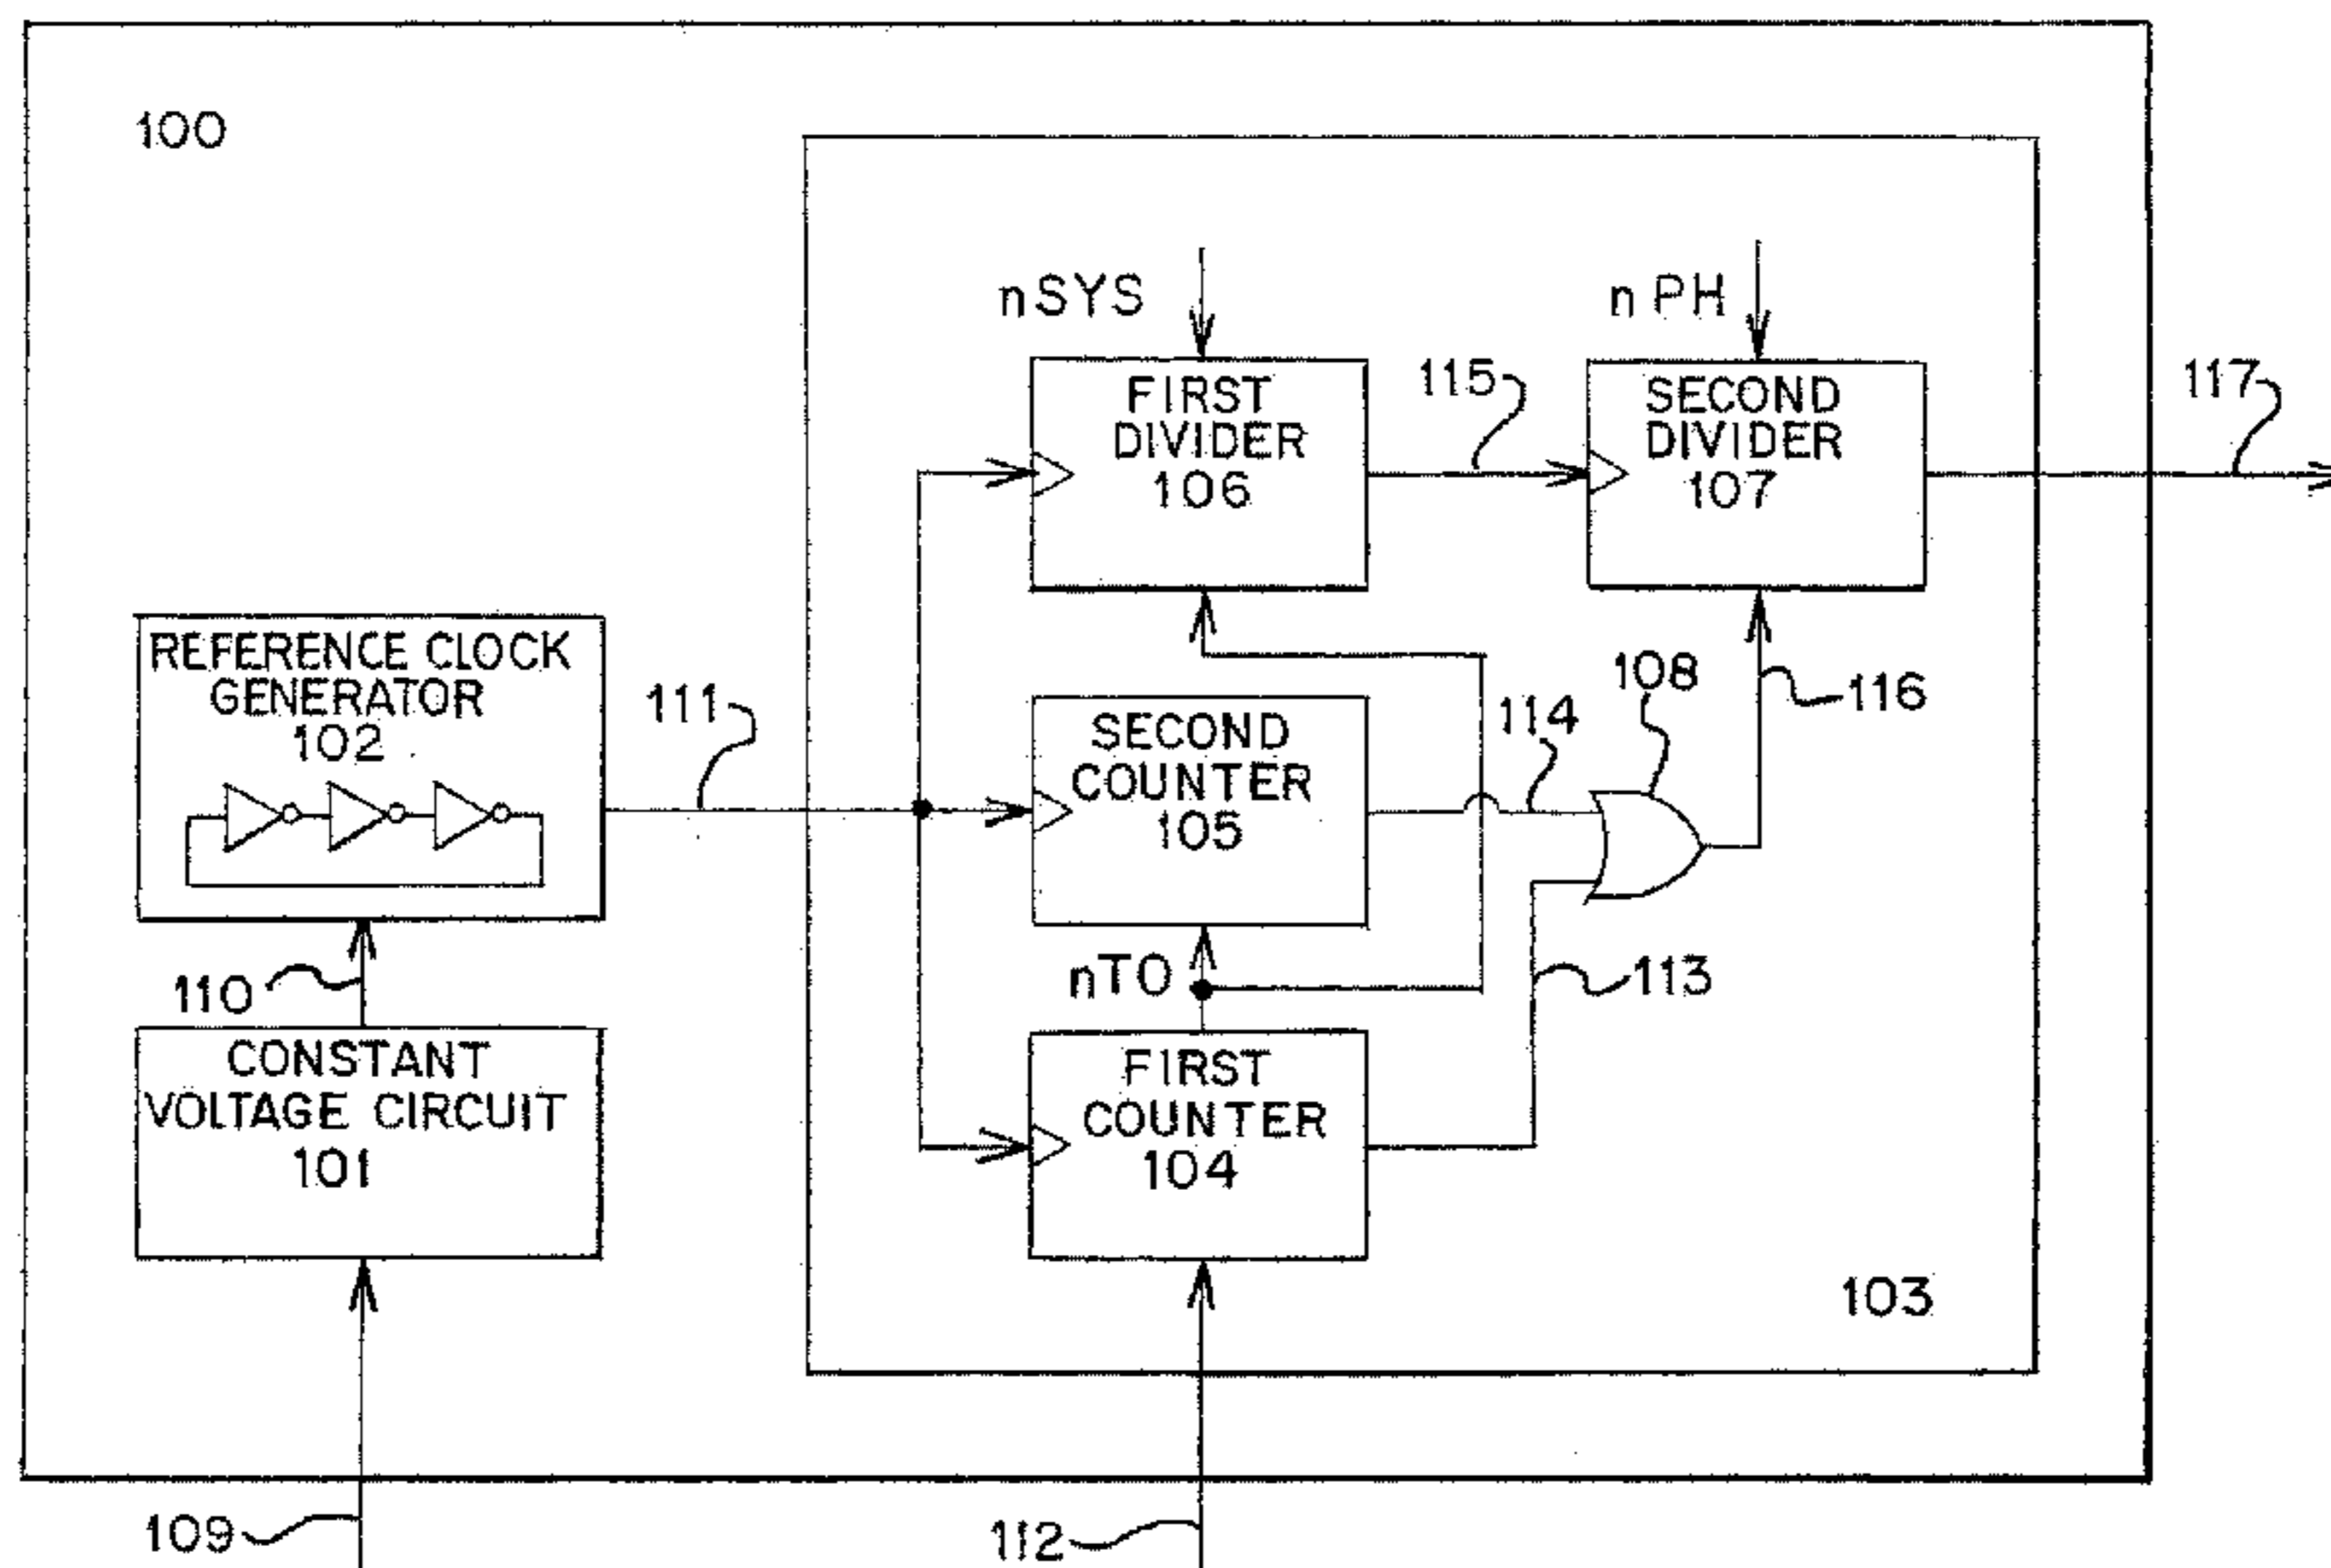 100
nSYS
nPH
FIRST
DIVIDER
106
115
SECOND
DIVIDER
107
117
REFERENCE CLOCK
GENERATOR
102
111
SECOND
COUNTER
105
114
108
116
110
nTO
113
CONSTANT
VOLTAGE CIRCUIT
101
FIRST
COUNTER
104
103
109
112